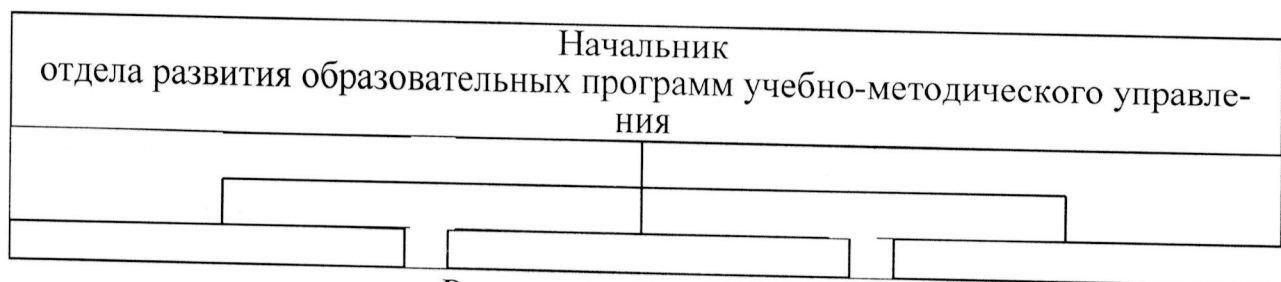 Начальник
отдела развития образовательных программ учебно-методического управле-
ния